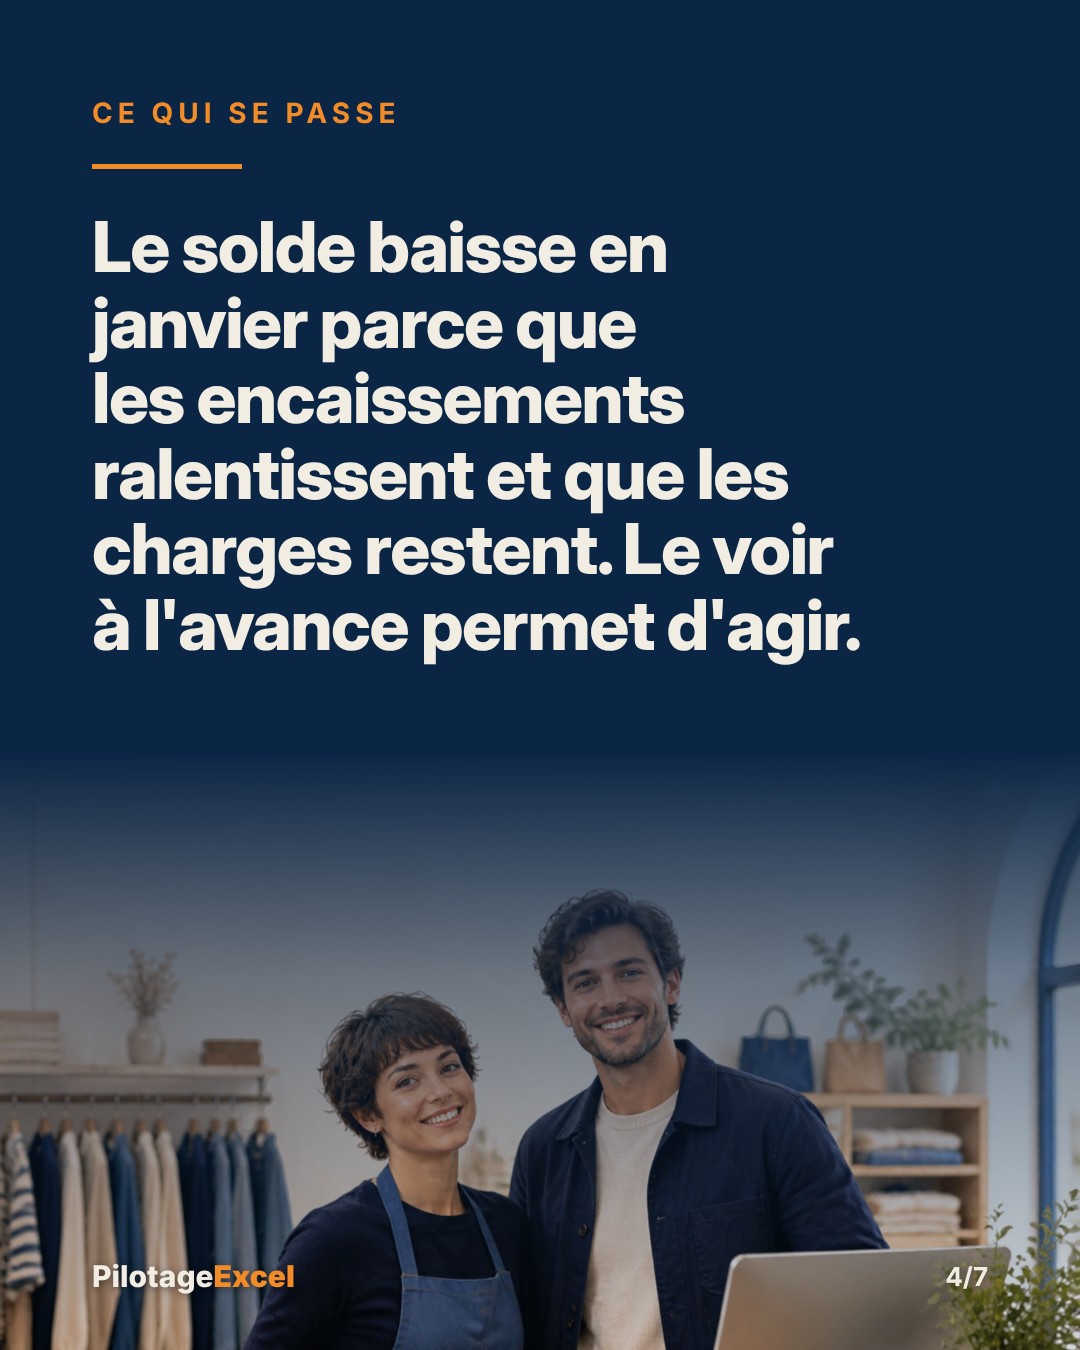 CE QUI SE PASSE
Le solde baisse en
janvier parce que
les encaissements
ralentissent et que les
charges restent. Le voir
à l'avance permet d'agir.
PilotageExcel
4/7